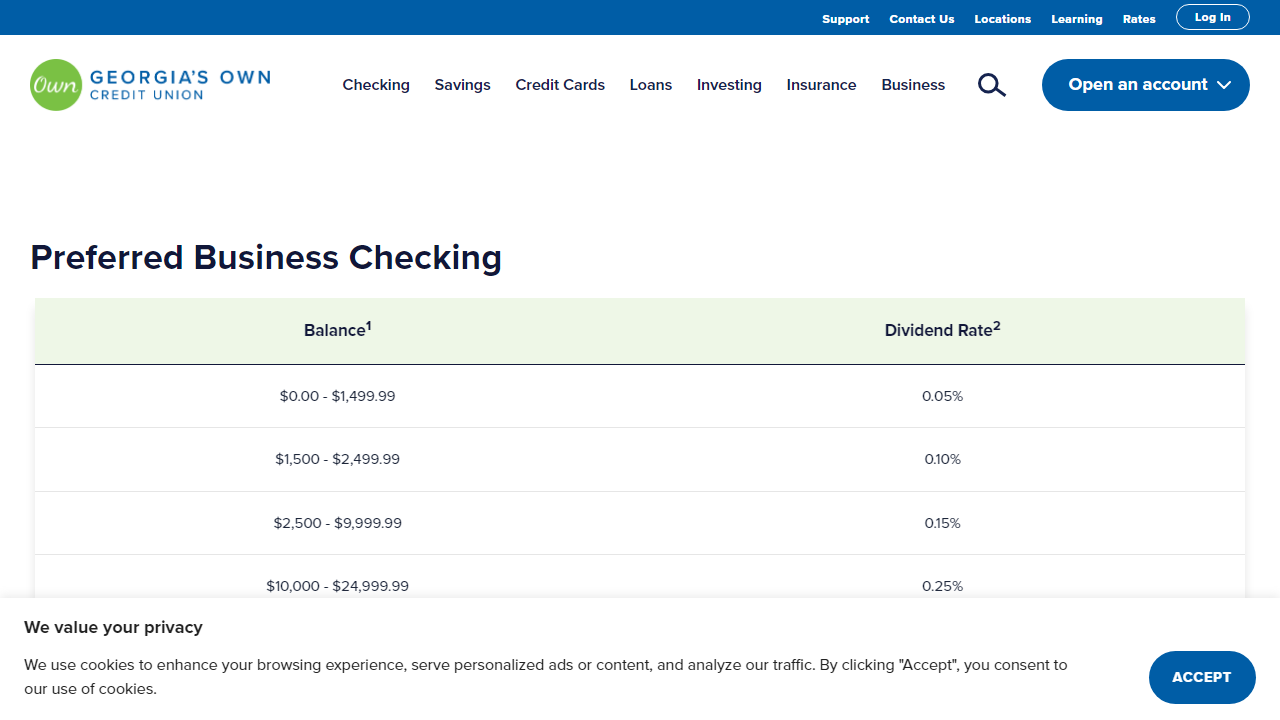 Support Contact Us Locations Learning Rates Log In
Own GEORGIA'S OWN
CREDIT UNION
Checking Savings Credit Cards Loans Investing Insurance Business Open an account
Preferred Business Checking
Balance1 Dividend Rate2
$0.00 - $1,499.99 0.05%
$1,500 - $2,499.99 0.10%
$2,500 - $9,999.99 0.15%
$10,000 - $24,999.99 0.25%
We value your privacy
We use cookies to enhance your browsing experience, serve personalized ads or content, and analyze our traffic. By clicking "Accept", you consent to
our use of cookies.
ACCEPT